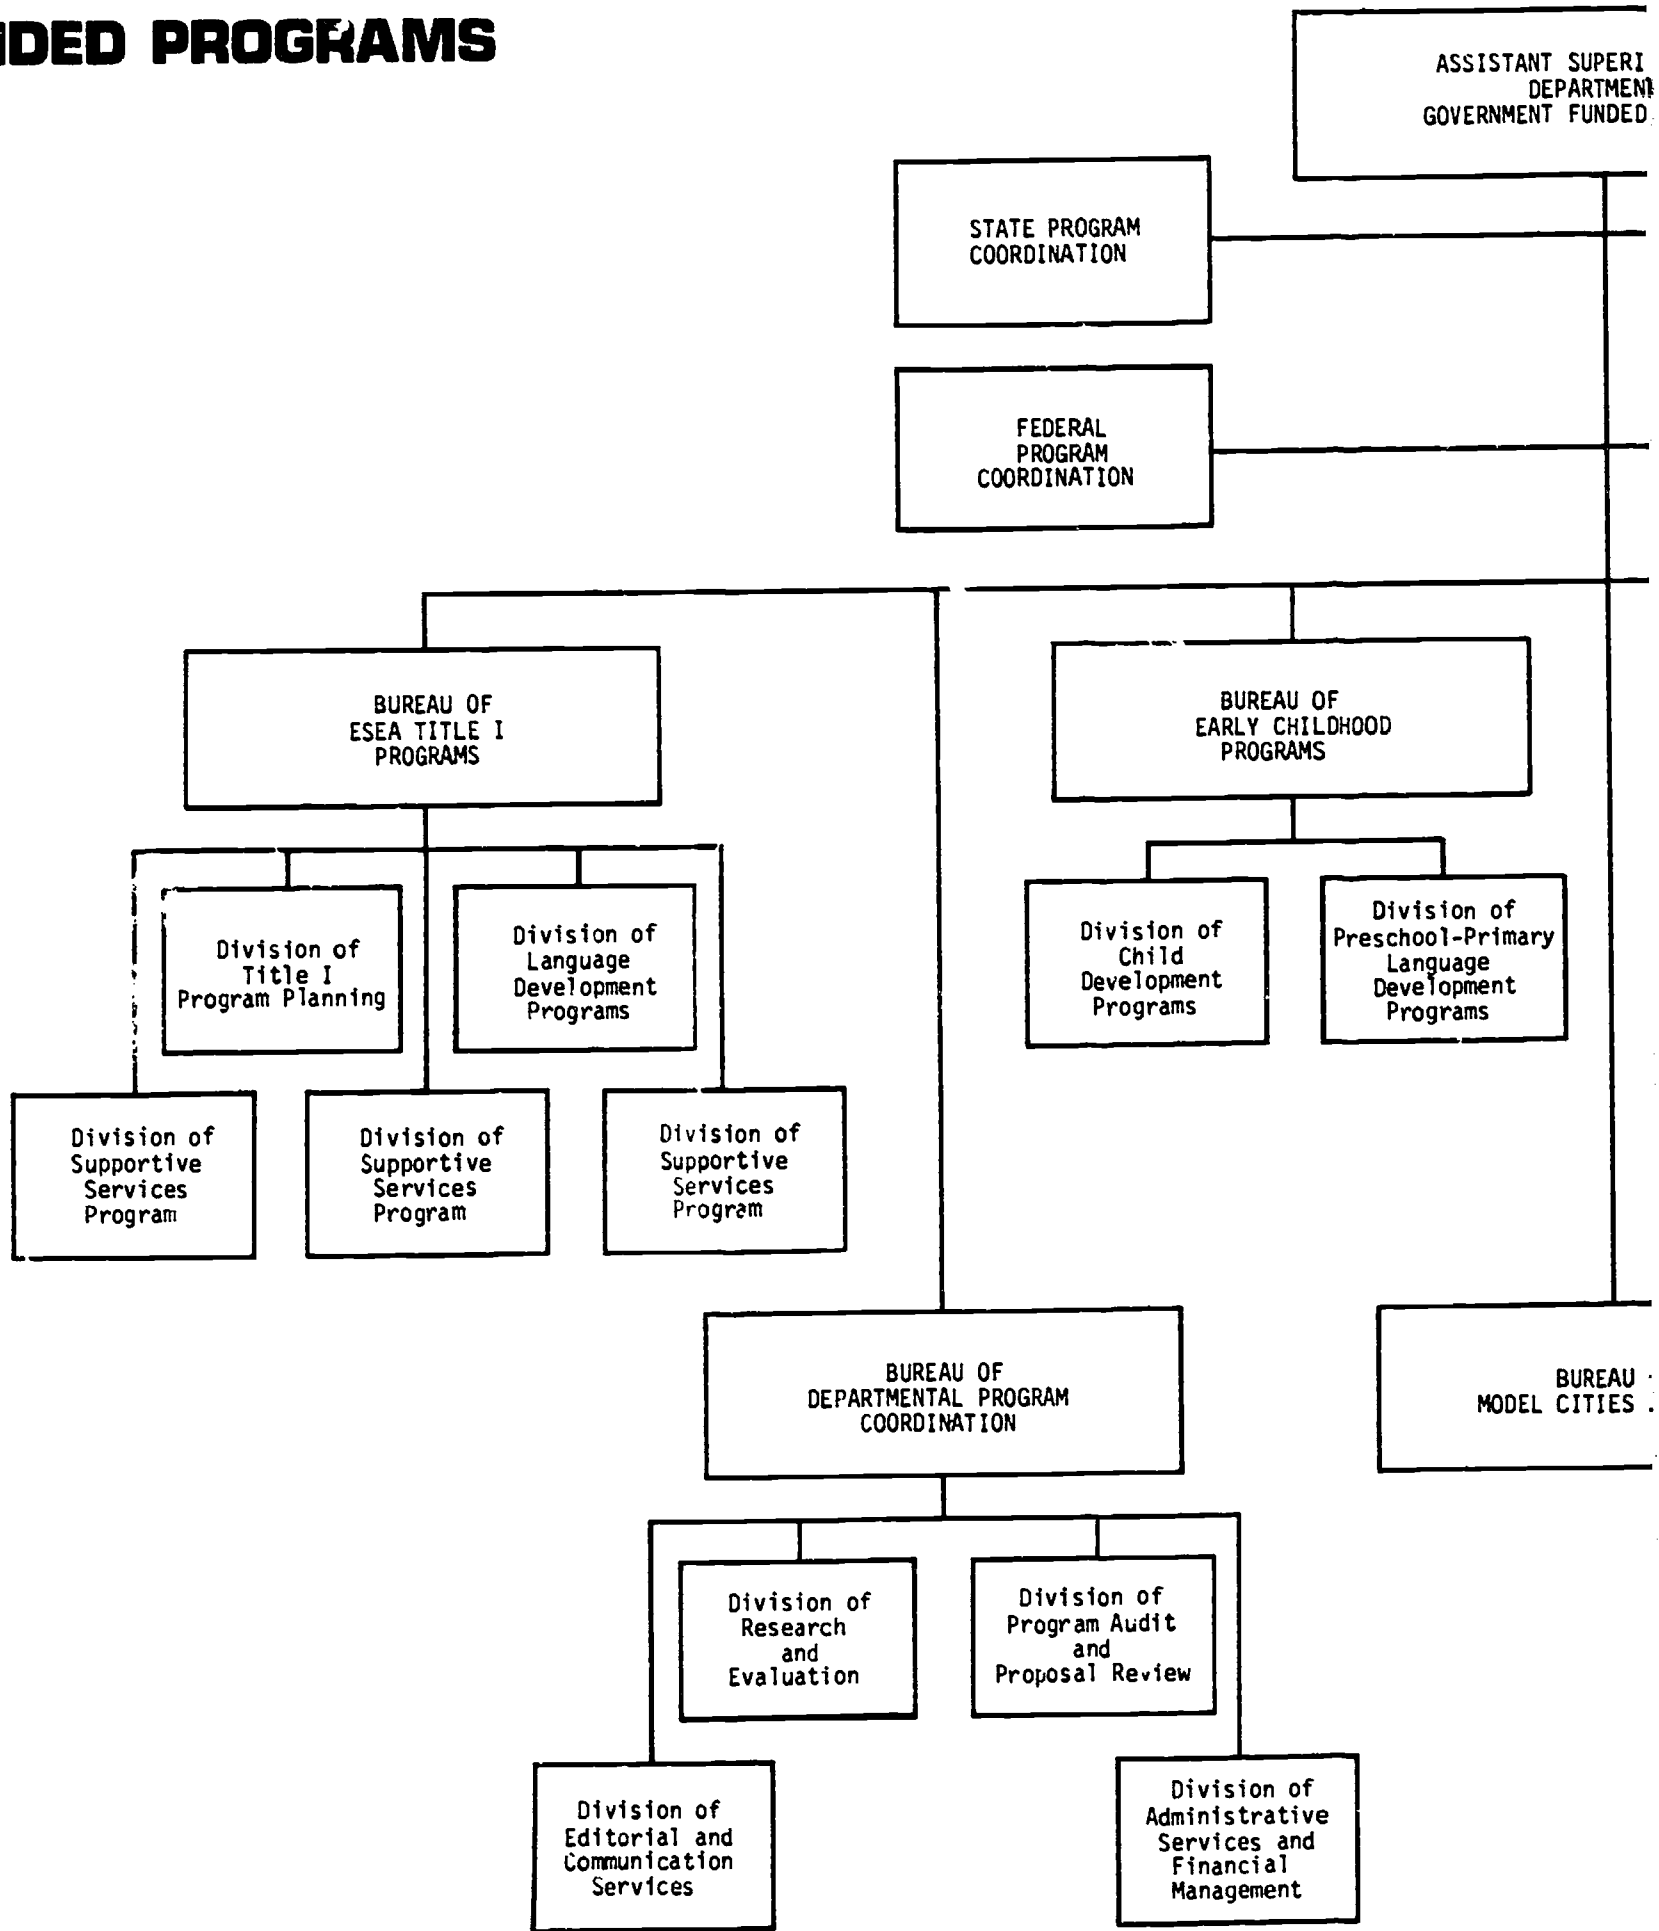 DED PROGRAMS
ASSISTANT SUPERI
DEPARTMEN
GOVERNMENT FUNDED
STATE PROGRAM
COORDINATION
FEDERAL
PROGRAM
COORDINATION
BUREAU OF
ESEA TITLE I
PROGRAMS
BUREAU OF
EARLY CHILDHOOD
PROGRAMS
Division of
Title I
Program Planning
Division of
Language
Development
Programs
Division of
Child
Development
Programs
Division of
Preschool-Primary
Language
Development
Programs
Division of
Supportive
Services
Program
Division of
Supportive
Services
Program
Division of
Supportive
Services
Program
BUREAU OF
DEPARTMENTAL PROGRAM
COORDINATION
BUREAU
MODEL CITIES
Division of
Research
and
Evaluation
Division of
Program Audit
and
Proposal Review
Division of
Editorial and
Communication
Services
Division of
Administrative
Services and
Financial
Management